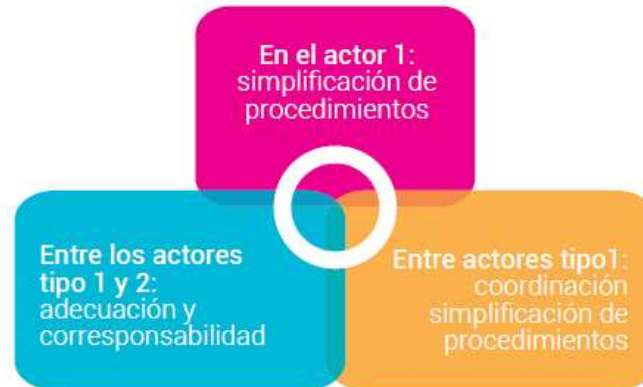 En el actor 1:
simplificación de
procedimientos
Entre los actores
tipo 1 y 2:
adecuación y
corresponsabilidad
Entre actores tipo1:
coordinación
simplificación de
procedimientos